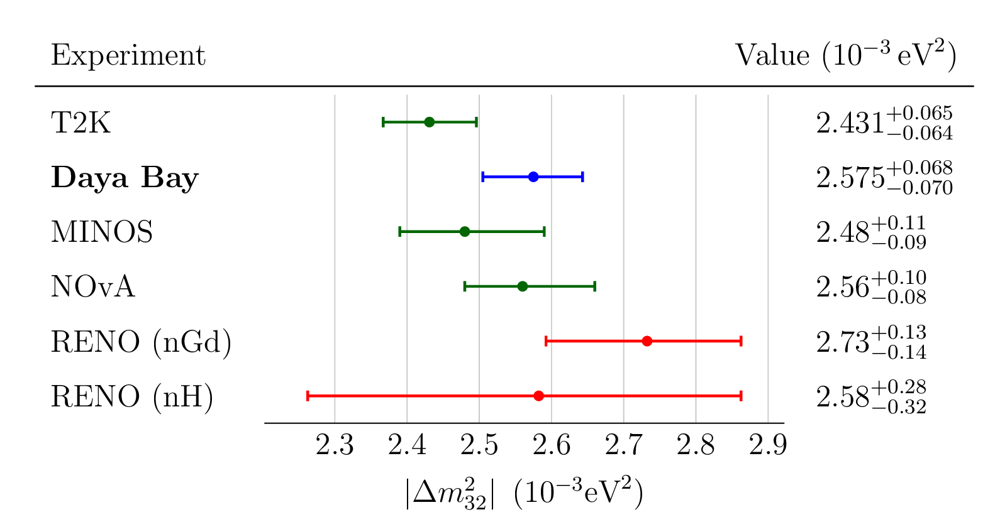 Experiment Value (10⁻³ eV²)
T2K 2.431 +0.065 −0.064
Daya Bay 2.575 +0.068 −0.070
MINOS 2.48 +0.11 −0.09
NOvA 2.56 +0.10 −0.08
RENO (nGd) 2.73 +0.13 −0.14
RENO (nH) 2.58 +0.28 −0.32
2.3 2.4 2.5 2.6 2.7 2.8 2.9
|Δm²₃₂| (10⁻³eV²)